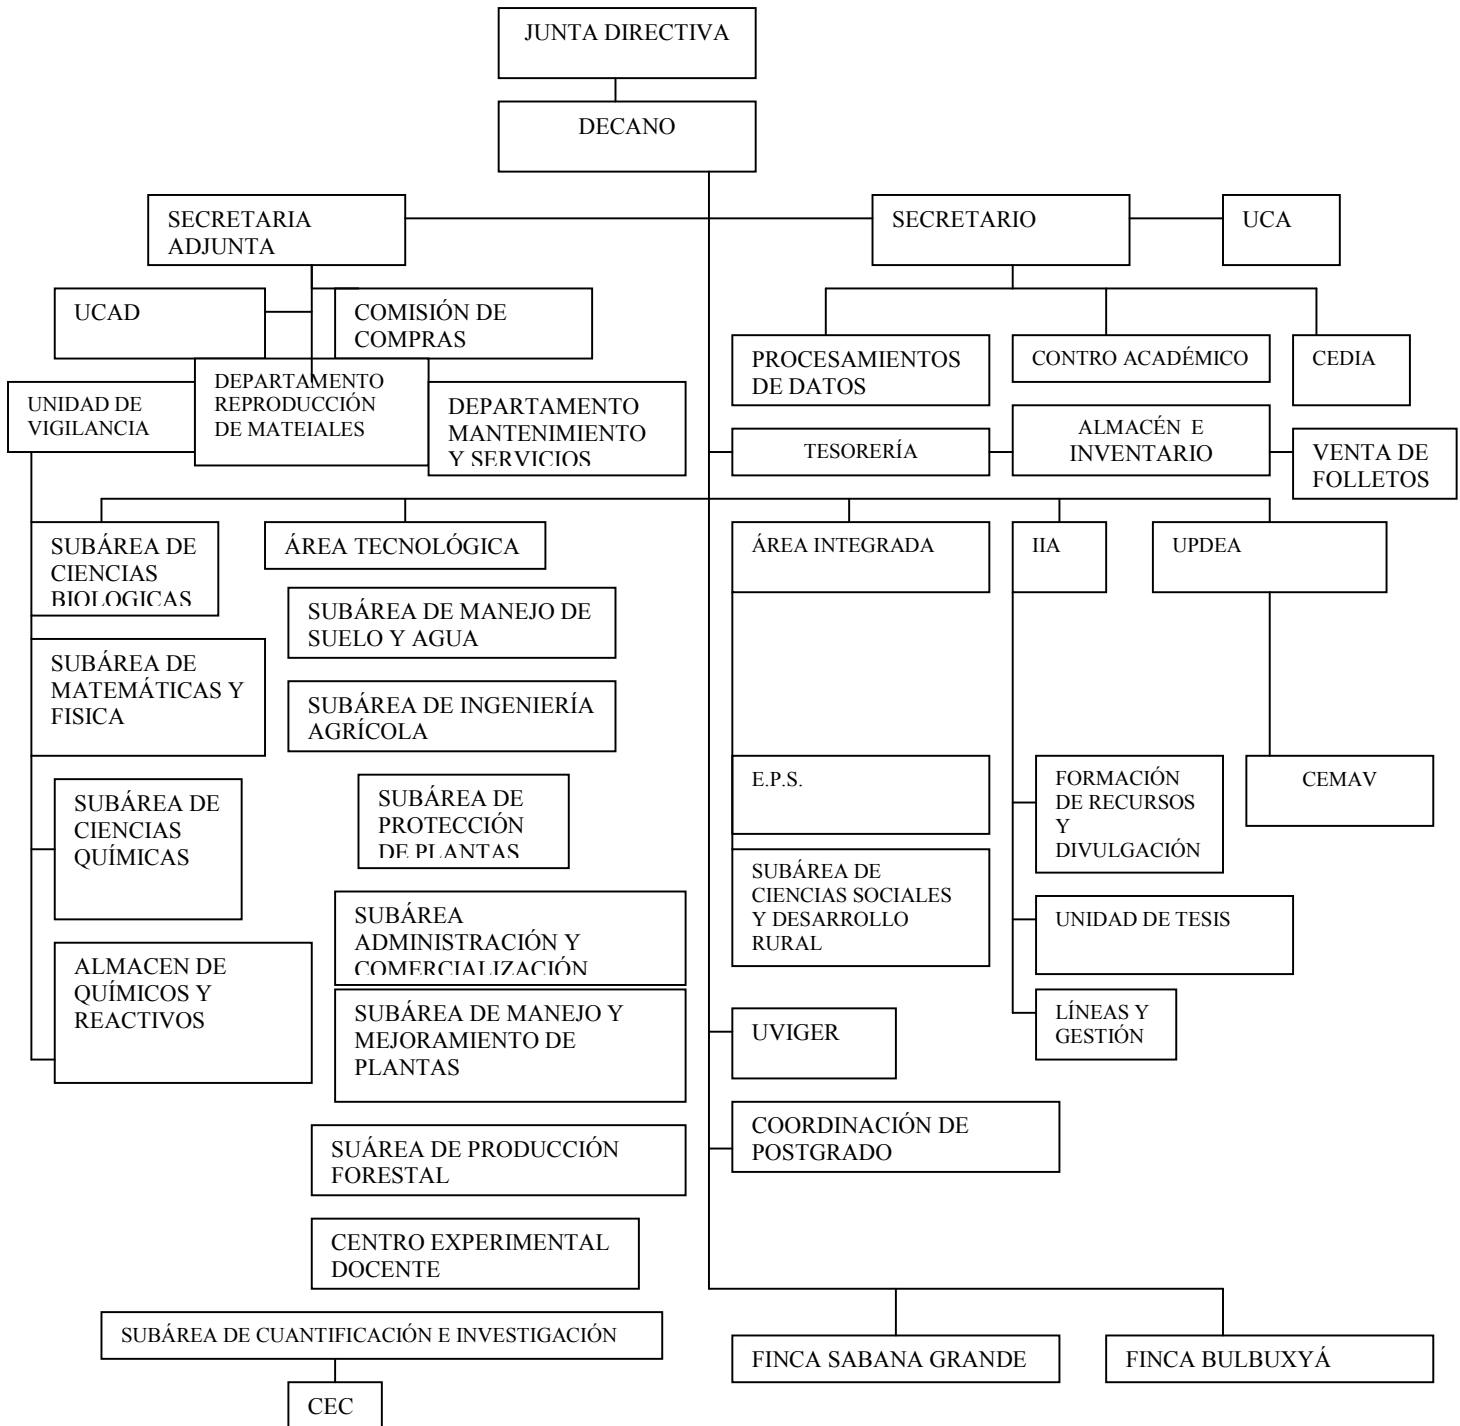 JUNTA DIRECTIVA
DECANO
SECRETARIA
ADJUNTA
SECRETARIO
UCA
UCAD
COMISIÓN DE
COMPRAS
PROCESAMIENTOS
DE DATOS
CONTRO ACADÉMICO
CEDIA
UNIDAD DE
VIGILANCIA
DEPARTAMENTO
REPRODUCCIÓN
DE MATEIALES
DEPARTAMENTO
MANTENIMIENTO
Y SERVICIOS
TESORERÍA
ALMACÉN E
INVENTARIO
VENTA DE
FOLLETOS
SUBÁREA DE
CIENCIAS
BIOLOGICAS
ÁREA TECNOLÓGICA
ÁREA INTEGRADA
IIA
UPDEA
SUBÁREA DE MANEJO DE
SUELO Y AGUA
SUBÁREA DE
MATEMÁTICAS Y
FISICA
SUBÁREA DE INGENIERÍA
AGRÍCOLA
SUBÁREA DE
CIENCIAS
QUÍMICAS
SUBÁREA DE
PROTECCIÓN
DE PLANTAS
E.P.S.
FORMACIÓN
DE RECURSOS
Y
DIVULGACIÓN
CEMAV
SUBÁREA
ADMINISTRACIÓN Y
COMERCIALIZACIÓN
SUBÁREA DE
CIENCIAS SOCIALES
Y DESARROLLO
RURAL
UNIDAD DE TESIS
ALMACEN DE
QUÍMICOS Y
REACTIVOS
SUBÁREA DE MANEJO Y
MEJORAMIENTO DE
PLANTAS
UVIGER
LÍNEAS Y
GESTIÓN
SUÁREA DE PRODUCCIÓN
FORESTAL
COORDINACIÓN DE
POSTGRADO
CENTRO EXPERIMENTAL
DOCENTE
SUBÁREA DE CUANTIFICACIÓN E INVESTIGACIÓN
FINCA SABANA GRANDE
FINCA BULBUXYÁ
CEC